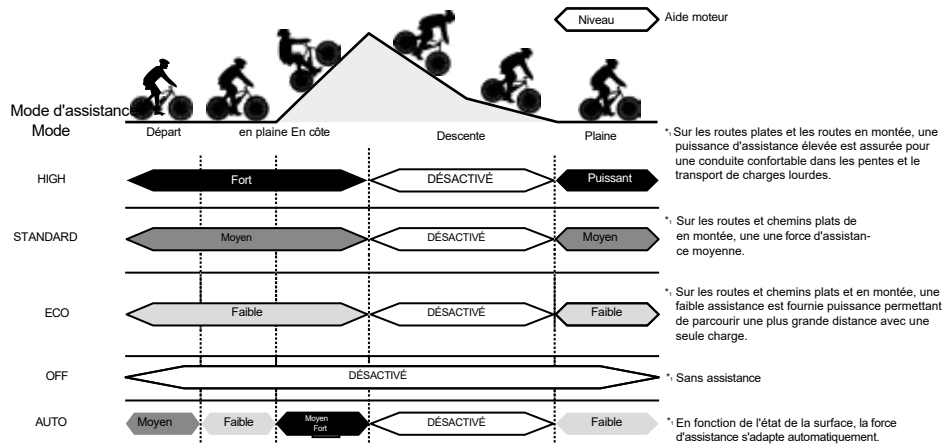 Niveau Aide moteur
Mode d'assistance
Mode
Départ en plaine En côte Descente Plaine
HIGH Fort DÉSACTIVÉ Puissant
*₁ Sur les routes plates et les routes en montée, une
puissance d'assistance élevée est assurée pour
une conduite confortable dans les pentes et le
transport de charges lourdes.
STANDARD Moyen DÉSACTIVÉ Moyen
*₁ Sur les routes et chemins plats de
en montée, une une force d'assistan-
ce moyenne.
ECO Faible DÉSACTIVÉ Faible
*₁ Sur les routes et chemins plats et en montée, une
faible assistance est fournie puissance permettant
de parcourir une plus grande distance avec une
seule charge.
OFF DÉSACTIVÉ
*₁ Sans assistance
AUTO Moyen Faible Moyen
Fort DÉSACTIVÉ Faible
*₁ En fonction de l'état de la surface, la force
d'assistance s'adapte automatiquement.